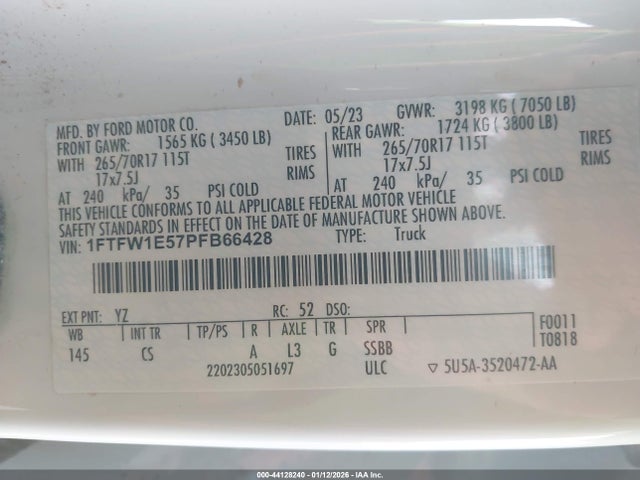 MFD. BY FORD MOTOR CO. DATE: 05/23 GVWR: 3198 KG ( 7050 LB)
FRONT GAWR: 1565 KG ( 3450 LB) REAR GAWR: 1724 KG ( 3800 LB)
WITH 265/70R17 115T TIRES WITH 265/70R17 115T TIRES
17x7.5J RIMS 17x7.5J RIMS
AT 240 kPa/ 35 PSI COLD AT 240 kPa/ 35 PSI COLD
THIS VEHICLE CONFORMS TO ALL APPLICABLE FEDERAL MOTOR VEHICLE
SAFETY STANDARDS IN EFFECT ON THE DATE OF MANUFACTURE SHOWN ABOVE.
VIN: 1FTFW1E57PFB66428 TYPE: Truck
EXT PNT: YZ RC: 52 DSO:
WB INT TR TP/PS R AXLE TR SPR F0011
145 CS A L3 G SSBB T0818
2202305051697 ULC ▽ 5U5A-3520472-AA
000-44128240 - 01/12/2026 - IAA Inc.